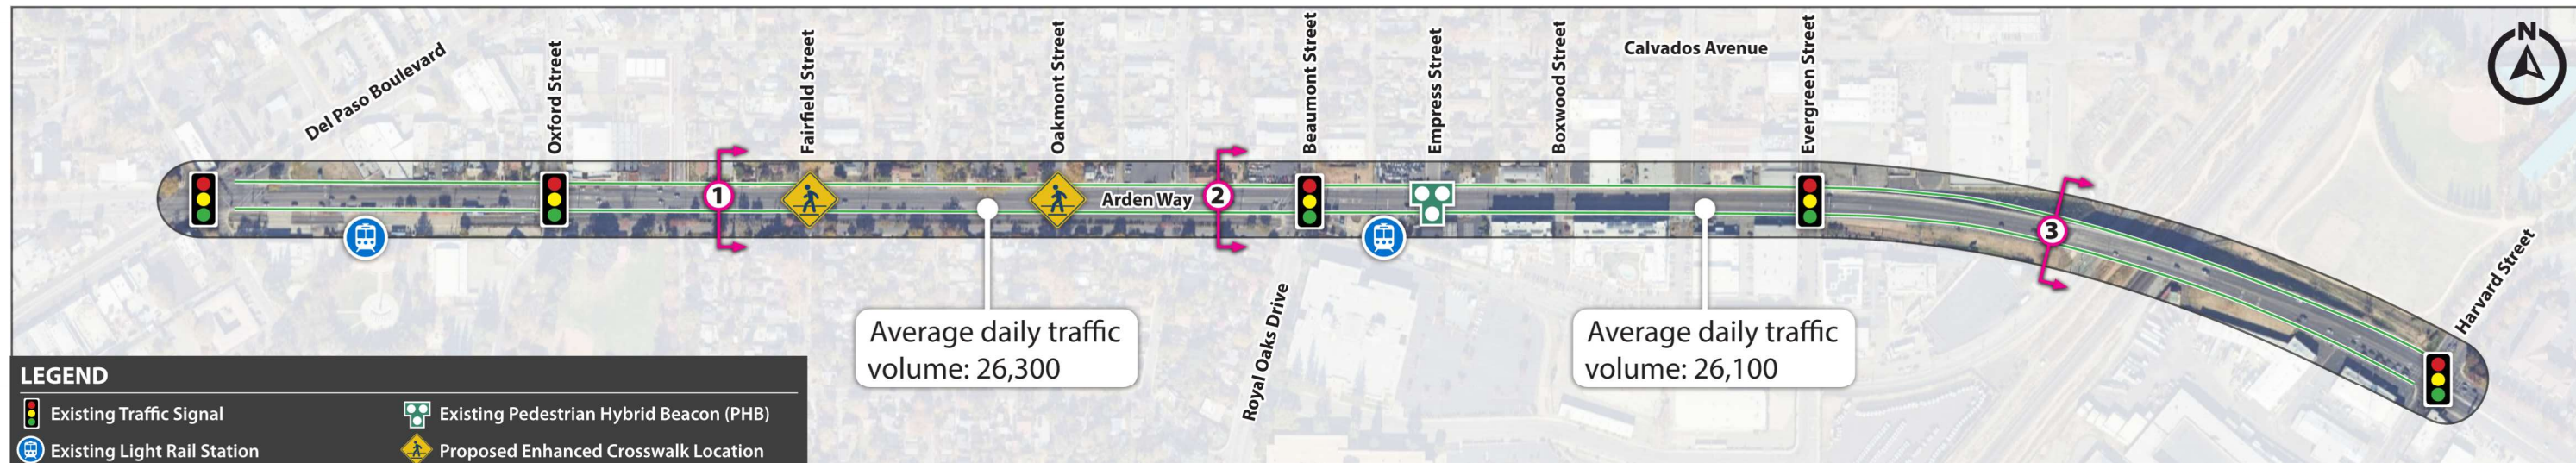 Del Paso Boulevard
Oxford Street
Fairfield Street
Oakmont Street
Beaumont Street
Empress Street
Boxwood Street
Calvados Avenue
Evergreen Street
N
1
Arden Way
2
3
Harvard Street
Royal Oaks Drive
Average daily traffic
volume: 26,300
Average daily traffic
volume: 26,100
LEGEND
Existing Traffic Signal
Existing Pedestrian Hybrid Beacon (PHB)
Existing Light Rail Station
Proposed Enhanced Crosswalk Location